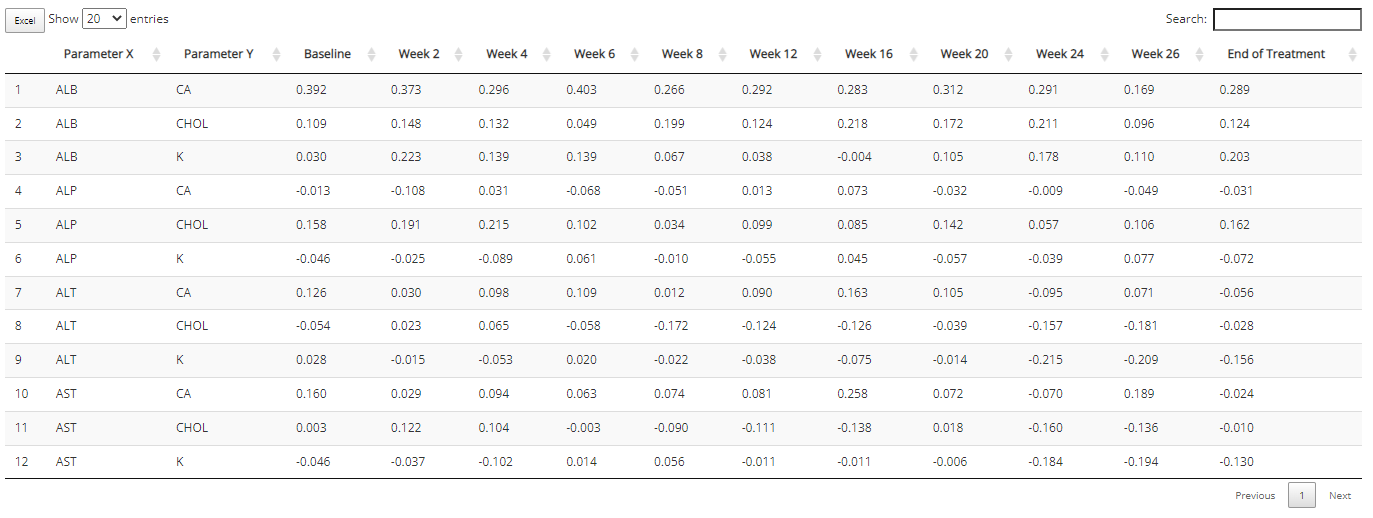 Excel Show 20 entries Search:
Parameter X Parameter Y Baseline Week 2 Week 4 Week 6 Week 8 Week 12 Week 16 Week 20 Week 24 Week 26 End of Treatment
1 ALB CA 0.392 0.373 0.296 0.403 0.266 0.292 0.283 0.312 0.291 0.169 0.289
2 ALB CHOL 0.109 0.148 0.132 0.049 0.199 0.124 0.218 0.172 0.211 0.096 0.124
3 ALB K 0.030 0.223 0.139 0.139 0.067 0.038 -0.004 0.105 0.178 0.110 0.203
4 ALP CA -0.013 -0.108 0.031 -0.068 -0.051 0.013 0.073 -0.032 -0.009 -0.049 -0.031
5 ALP CHOL 0.158 0.191 0.215 0.102 0.034 0.099 0.085 0.142 0.057 0.106 0.162
6 ALP K -0.046 -0.025 -0.089 0.061 -0.010 -0.055 0.045 -0.057 -0.039 0.077 -0.072
7 ALT CA 0.126 0.030 0.098 0.109 0.012 0.090 0.163 0.105 -0.095 0.071 -0.056
8 ALT CHOL -0.054 0.023 0.065 -0.058 -0.172 -0.124 -0.126 -0.039 -0.157 -0.181 -0.028
9 ALT K 0.028 -0.015 -0.053 0.020 -0.022 -0.038 -0.075 -0.014 -0.215 -0.209 -0.156
10 AST CA 0.160 0.029 0.094 0.063 0.074 0.081 0.258 0.072 -0.070 0.189 -0.024
11 AST CHOL 0.003 0.122 0.104 -0.003 -0.090 -0.111 -0.138 0.018 -0.160 -0.136 -0.010
12 AST K -0.046 -0.037 -0.102 0.014 0.056 -0.011 -0.011 -0.006 -0.184 -0.194 -0.130
Previous 1 Next